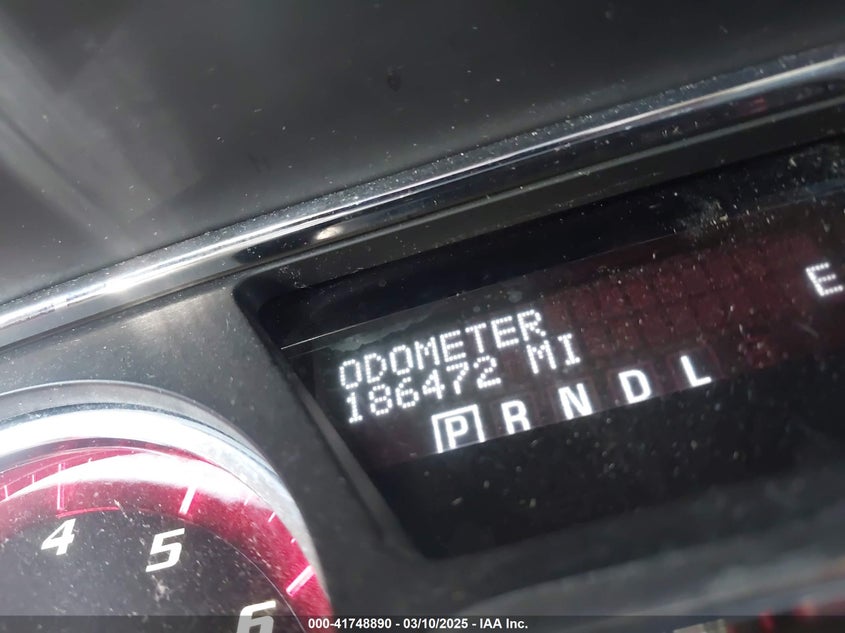 E
ODOMETER
186472 MI
P R N D L
4
5
6
000-41748890 - 03/10/2025 - IAA Inc.